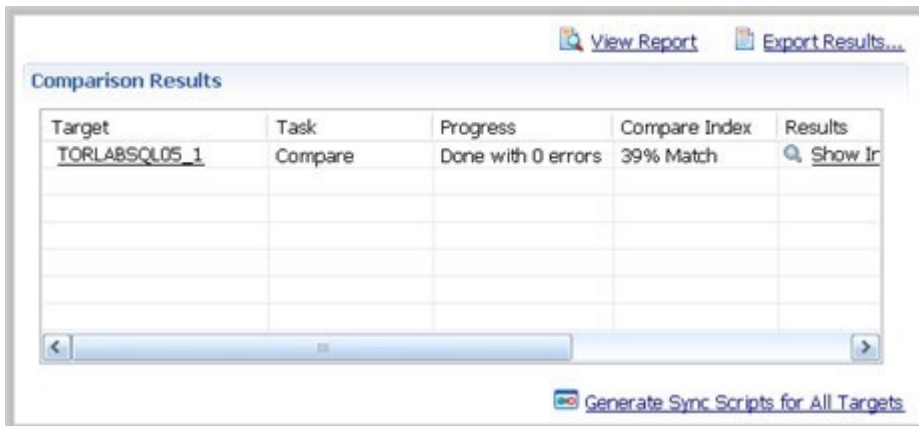 View Report Export Results...
Comparison Results
Target Task Progress Compare Index Results
TORLABSQL05_1 Compare Done with 0 errors 39% Match Show Ir
Generate Sync Scripts for All Targets